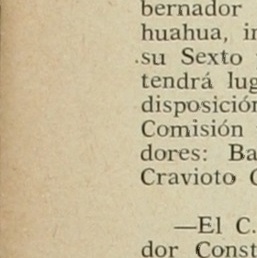 bernador
huahua, in
su Sexto
tendrá lug
disposición
Comisión
dores: Ba
Cravioto C
—El C.
dor Const